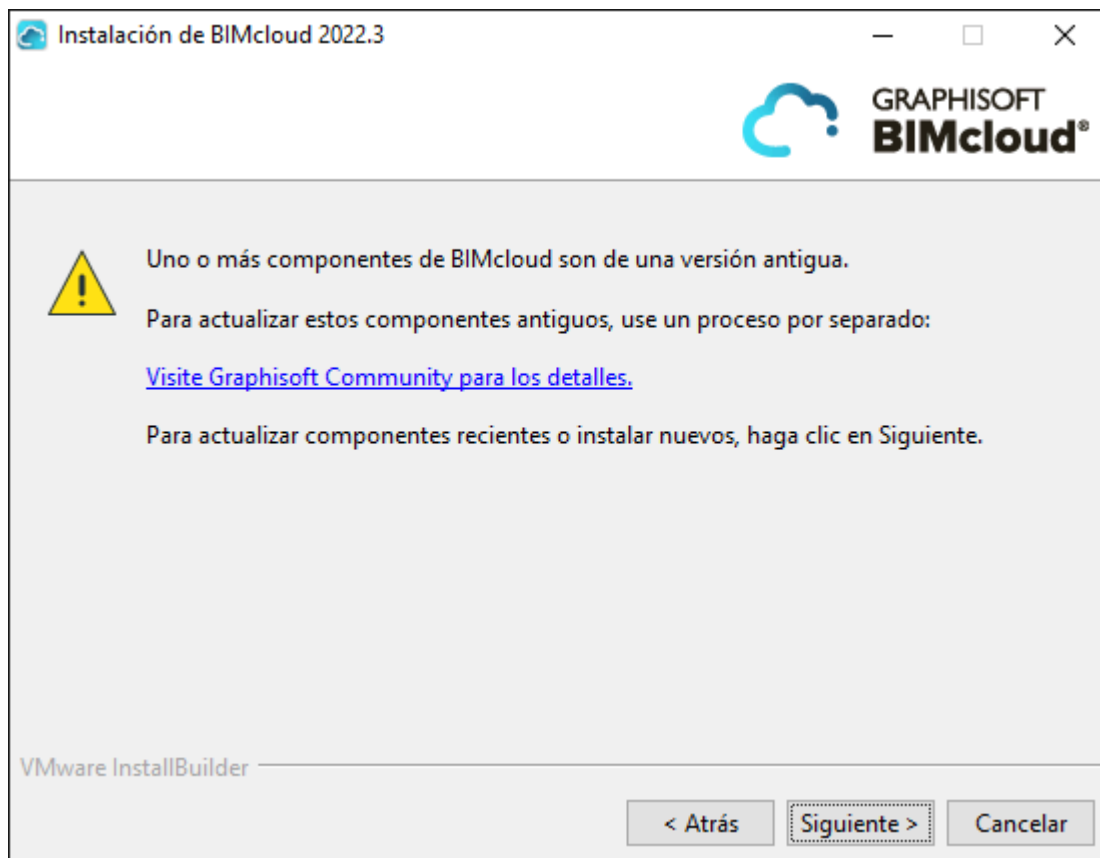 Instalación de BIMcloud 2022.3
GRAPHISOFT
BIMcloud®
Uno o más componentes de BIMcloud son de una versión antigua.
Para actualizar estos componentes antiguos, use un proceso por separado:
Visite Graphisoft Community para los detalles.
Para actualizar componentes recientes o instalar nuevos, haga clic en Siguiente.
VMware InstallBuilder
< Atrás
Siguiente >
Cancelar